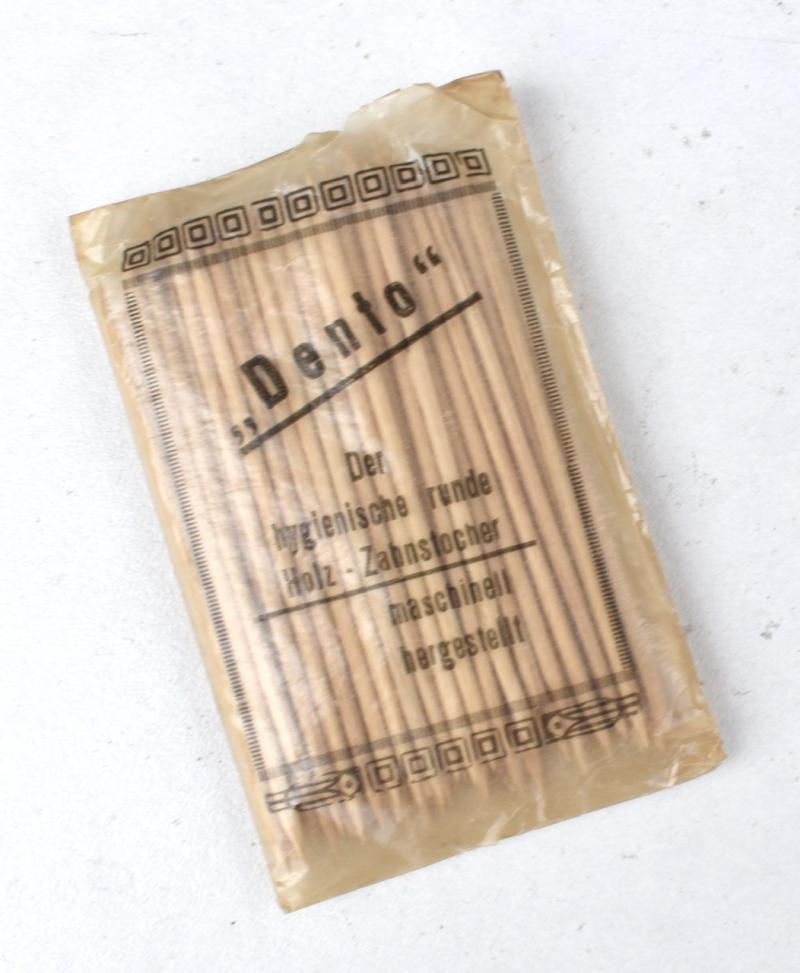 „Dento“
Der
hygienische runde
Holz - Zahnstocher
maschinell
hergestellt